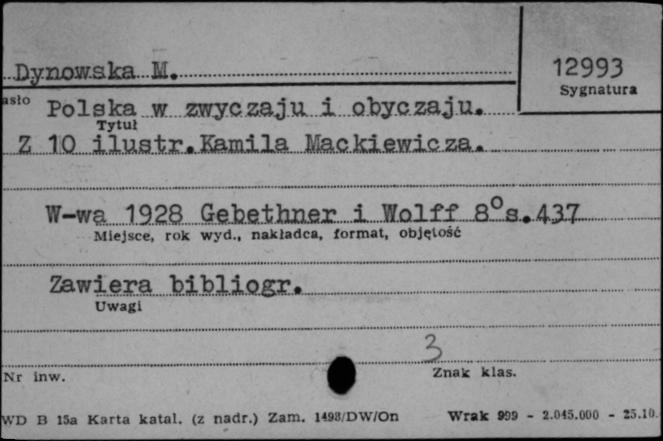 Dynowska M.
12993
Sygnatura
asło Polska w zwyczaju i obyczaju.
Tytuł
Z 10 ilustr. Kamila Mackiewicza.
W-wa 1928 Gebethner i Wolff 8° s. 437
Miejsce, rok wyd., nakładca, format, objętość
Zawiera bibliogr.
Uwagi
3
Nr inw.
Znak klas.
WD B 15a Karta katal. (z nadr.) Zam. 1498/DW/On Wrak 999 - 2.045.000 - 25.10.